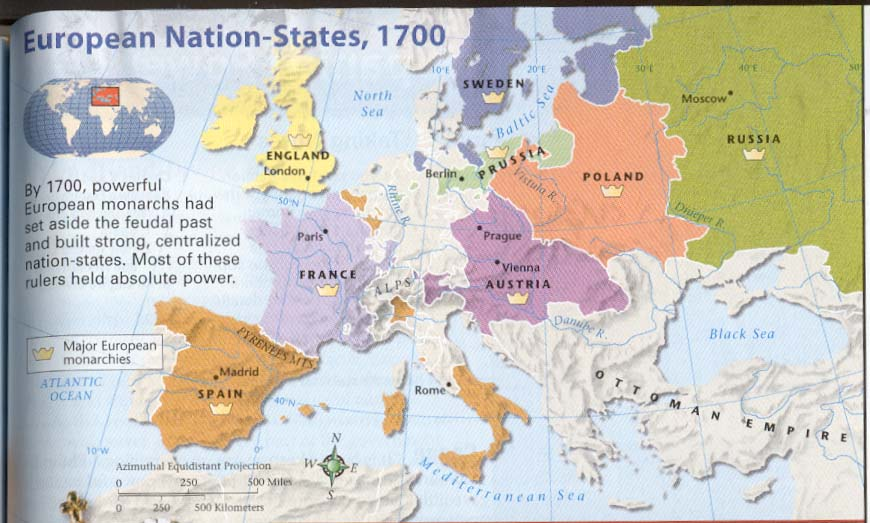 European Nation-States, 1700
By 1700, powerful
European monarchs had
set aside the feudal past
and built strong, centralized
nation-states. Most of these
rulers held absolute power.
Major European
monarchies
ATLANTIC
OCEAN
North
Sea
10°E
20°E
30°E
40°E
50°
SWEDEN
Baltic Sea
Moscow
RUSSIA
ENGLAND
London
50°N
Berlin
PRUSSIA
POLAND
Vistula R.
Dnieper R.
Rhine R.
Paris
FRANCE
Prague
Vienna
AUSTRIA
ALPS
Danube R.
Black Sea
PYRENEES MTS.
Madrid
SPAIN
Rome
40°N
OTTOMAN EMPIRE
10°W
0°
Mediterranean Sea
N
W
E
S
Azimuthal Equidistant Projection
0 250 500 Miles
0 250 500 Kilometers